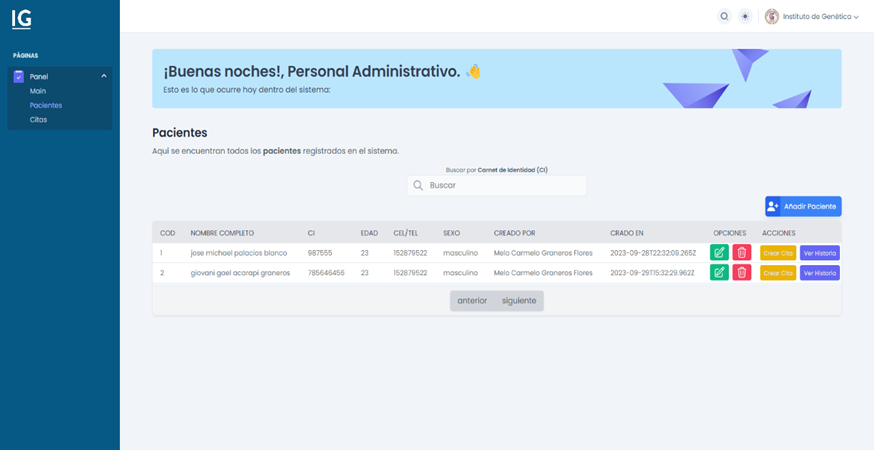 IG
Instituto de Genética
PÁGINAS
Panel
Main
Pacientes
Citas
¡Buenas noches!, Personal Administrativo. 👋
Esto es lo que ocurre hoy dentro del sistema:
Pacientes
Aquí se encuentran todos los pacientes registrados en el sistema.
Buscar por Carnet de Identidad (CI)
Buscar
Añadir Paciente
COD NOMBRE COMPLETO CI EDAD CEL/TEL SEXO CREADO POR CRADO EN OPCIONES ACCIONES
1 jose michael palacios blanco 987555 23 152879522 masculino Melo Carmelo Graneros Flores 2023-09-28T22:32:09.265Z Crear Cita Ver Historia
2 giovani gael acarapi graneros 785646456 23 152879522 masculino Melo Carmelo Graneros Flores 2023-09-29T15:32:29.962Z Crear Cita Ver Historia
anterior siguiente